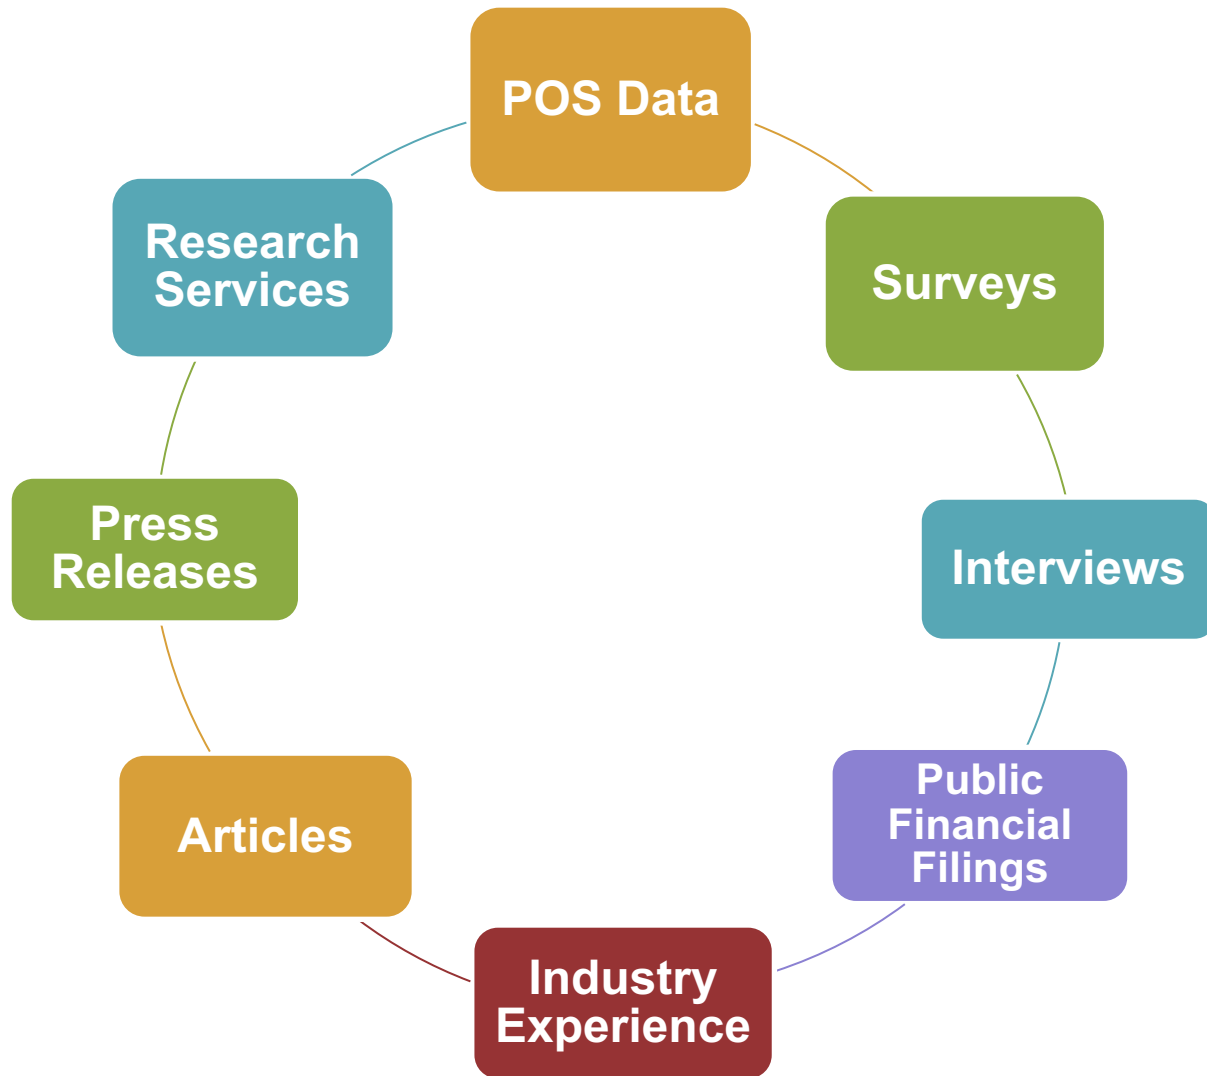 POS Data
Surveys
Interviews
Public
Financial
Filings
Industry
Experience
Articles
Press
Releases
Research
Services